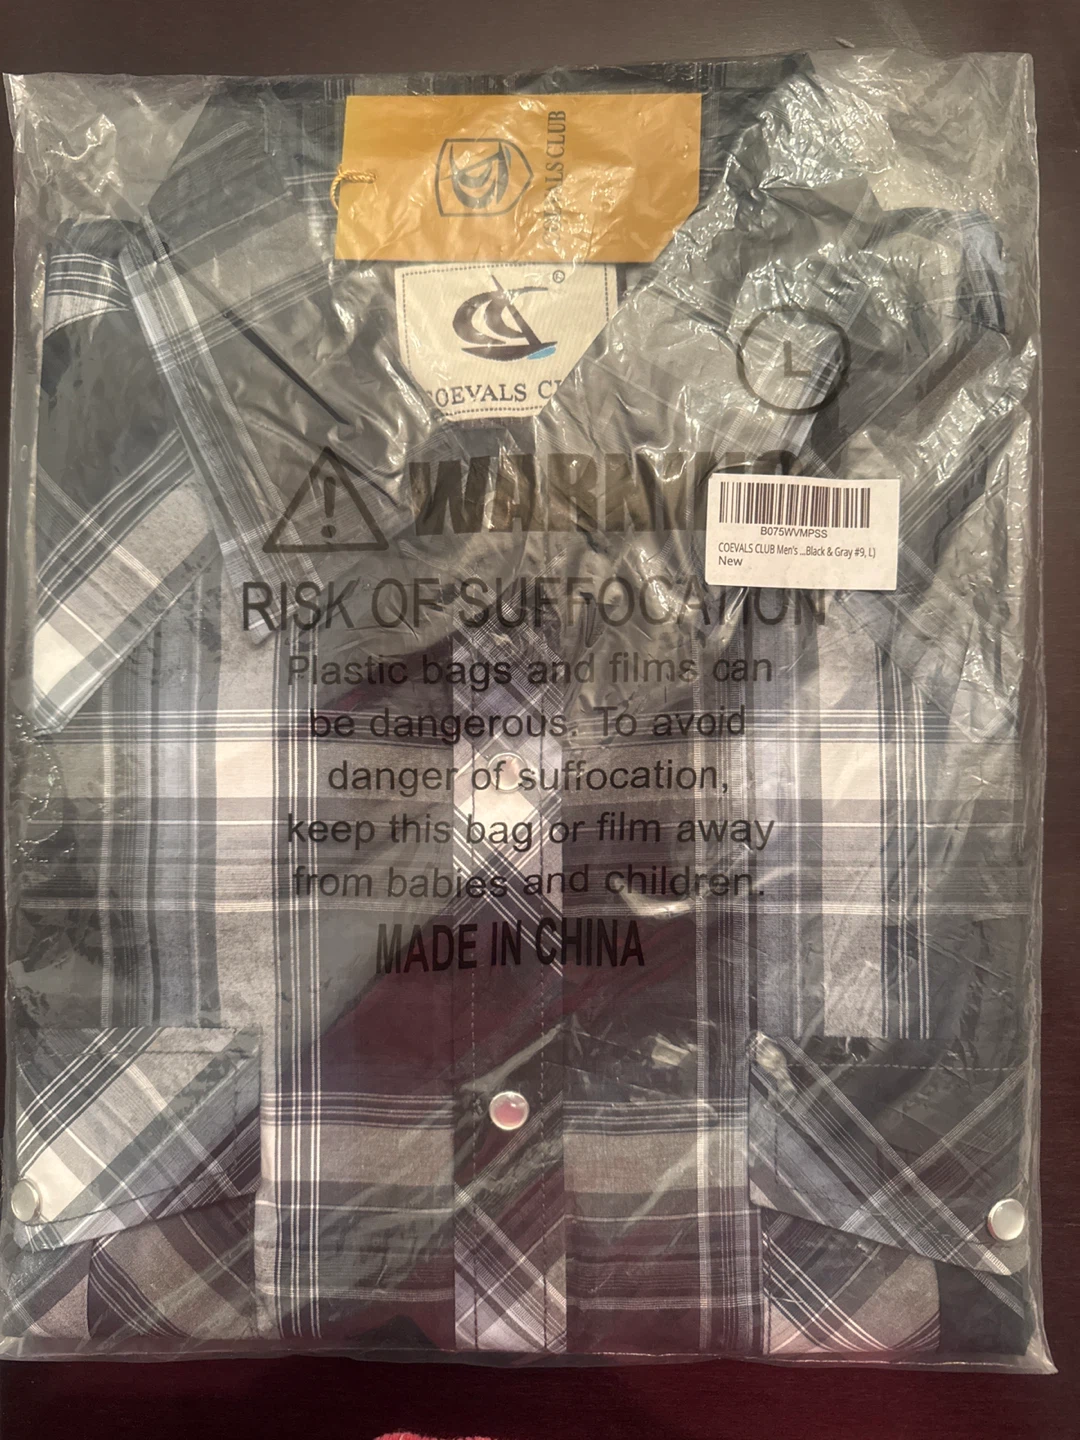 COEVALS CLUB
®
COEVALS CL
L
WARNING
B075WVMPSS
COEVALS CLUB Men's ...Black & Gray #9, L)
New
RISK OF SUFFOCATION
Plastic bags and films can
be dangerous. To avoid
danger of suffocation,
keep this bag or film away
from babies and children.
MADE IN CHINA